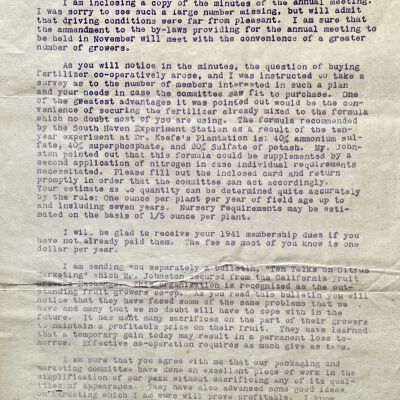 I am inclosing a copy of the minutes of the annual meeting.
I was sorry to see such a large number missing, but will admit
that driving conditions were far from pleasant. I am sure that
the ammendment to the by-laws providing for the annual meeting to
be held in November will meet with the convenience of a greater
number of growers.
As you will notice in the minutes, the question of buying
fertilizer co-operatively arose, and I was instructed to take a
survey as to the number of members interested in such a plan
and your needs in case the committee saw fit to purchase. One
of the greatest advantages it was pointed out would be the con-
venience of securing the fertilizer already mixed to the formula
which no doubt most of you are using. The formula recommended
by the South Haven Experiment Station as a result of the ten-
year experiment at Dr. Keefe's Plantation is: 40% ammonium sul-
fate, 40% superphosphate, and 20% Sulfate of potash. Mr. John-
ston pointed out that this formula could be supplemented by a
second application of nitrogen in case individual requirements
necessitated. Please fill out the inclosed card and return
promptly in order that the committee can act accordingly.
Your estimate as to quantity can be determined quite accurately
by the rule: One ounce per plant per year of field age up to
and including seven years. Nursery requirements may be esti-
mated on the basis of 1/5 ounce per plant.
I will be glad to receive your 1941 membership dues if you
have not already paid them. The fee as most of you know is one
dollar per year.
I am sending you separately a bulletin, "Ten Talks on Citrus
Marketing" which Mr. Johnston secured from the California Fruit
Growers Exchange. This organization is recognized as the out-
standing fruit growers co-op. As you read this bulletin you will
notice that they have faced some of the same problems that we
have and many that we no doubt will have to cope with in the
future. It has meant many sacrifices on the part of their growers
to maintain a profitable price on their fruit. They have learned
that a temporary gain today may result in a permanent loss to-
morrow. Effective co-operation requires as much give as take.
I am sure that you agree with me that our packaging and
marketing committee have done an excellent piece of work in the
simplification of our pack without sacrificing any of its qual-
ities of appearance. They have also advanced some good ideas
on marketing which I am sure will prove profitable. I know